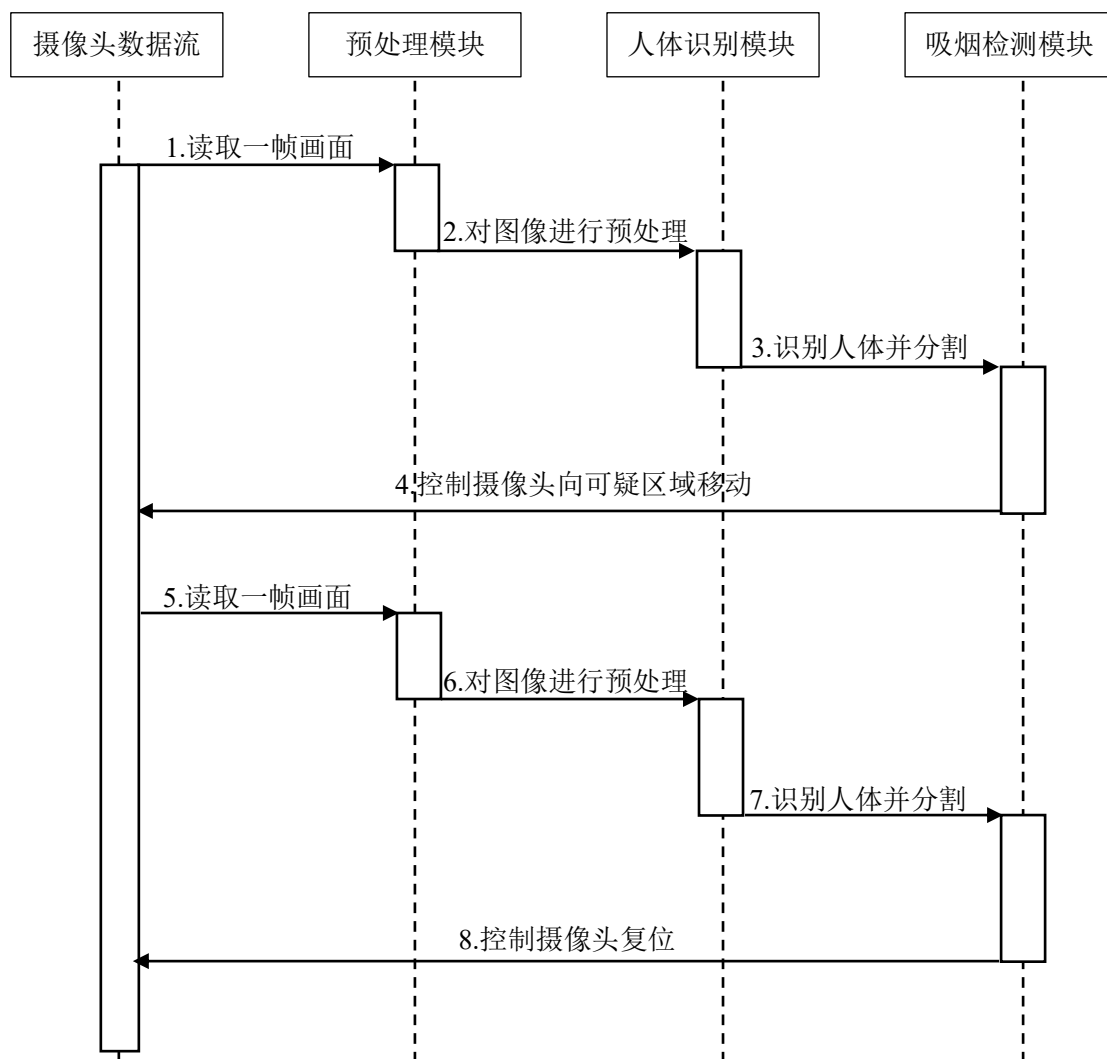 摄像头数据流
预处理模块
人体识别模块
吸烟检测模块
1.读取一帧画面
2.对图像进行预处理
3.识别人体并分割
4.控制摄像头向可疑区域移动
5.读取一帧画面
6.对图像进行预处理
7.识别人体并分割
8.控制摄像头复位